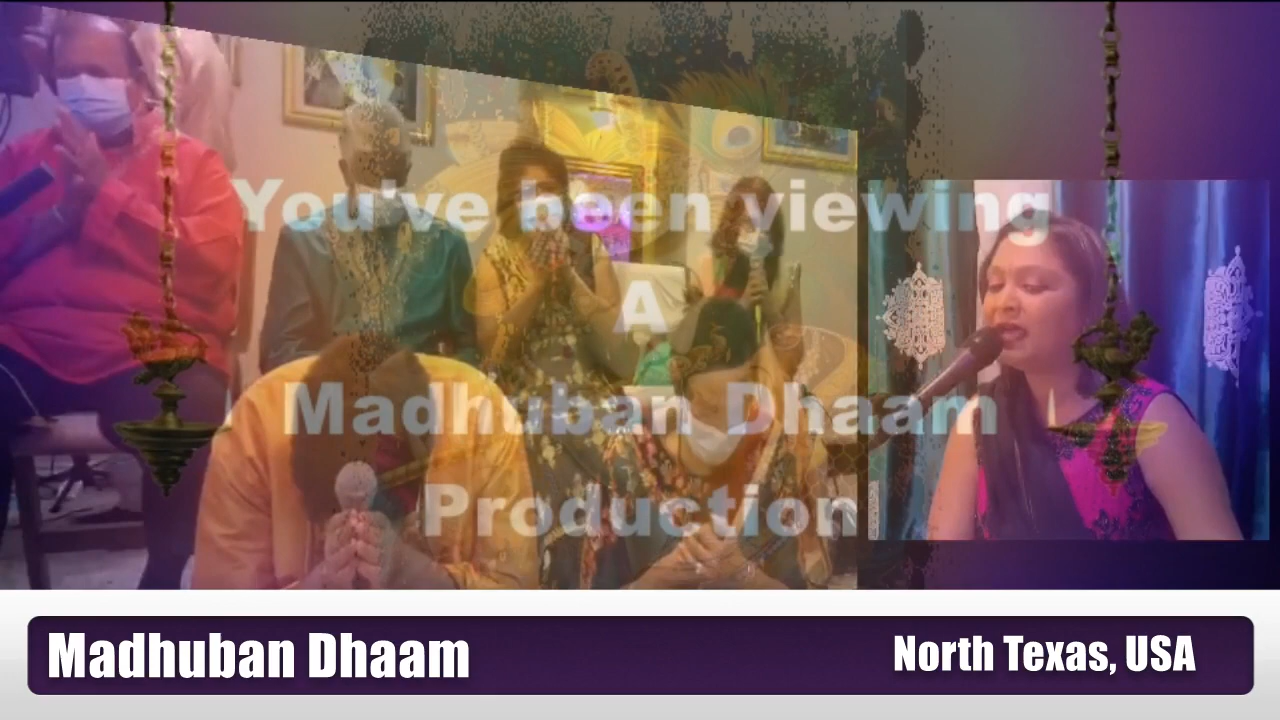 You've been viewing
A
Madhuban Dhaam
Production
Madhuban Dhaam
North Texas, USA